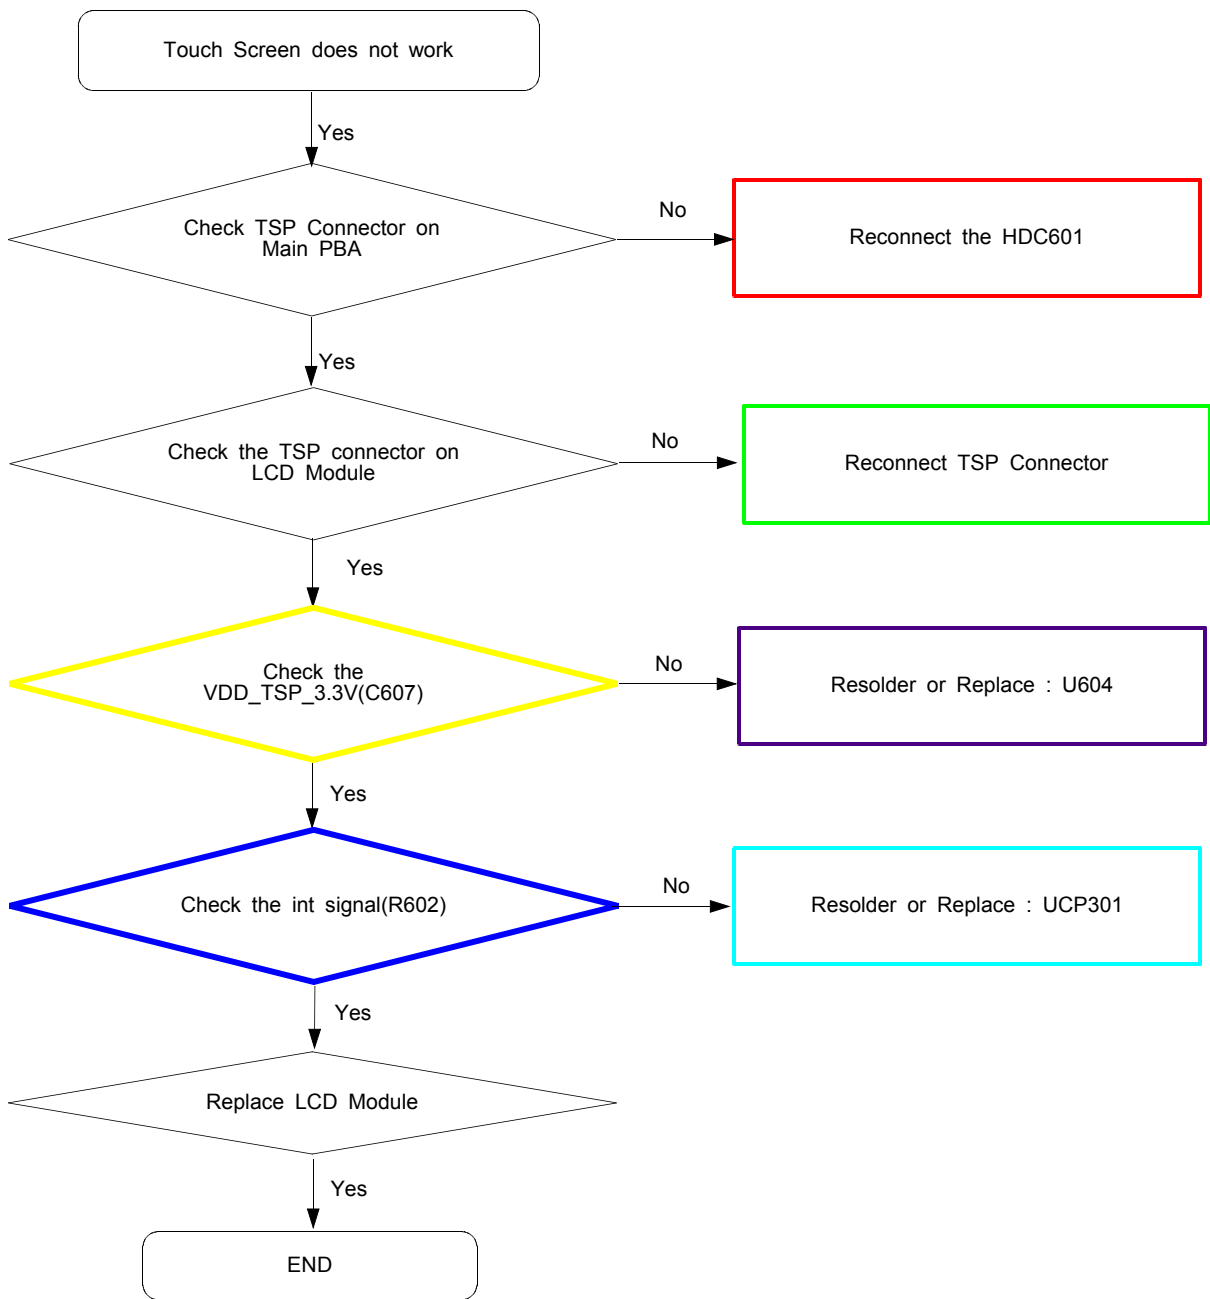 Touch Screen does not work
Yes
Check TSP Connector on
Main PBA
No
Reconnect the HDC601
Yes
Check the TSP connector on
LCD Module
No
Reconnect TSP Connector
Yes
Check the
VDD_TSP_3.3V(C607)
No
Resolder or Replace : U604
Yes
Check the int signal(R602)
No
Resolder or Replace : UCP301
Yes
Replace LCD Module
Yes
END